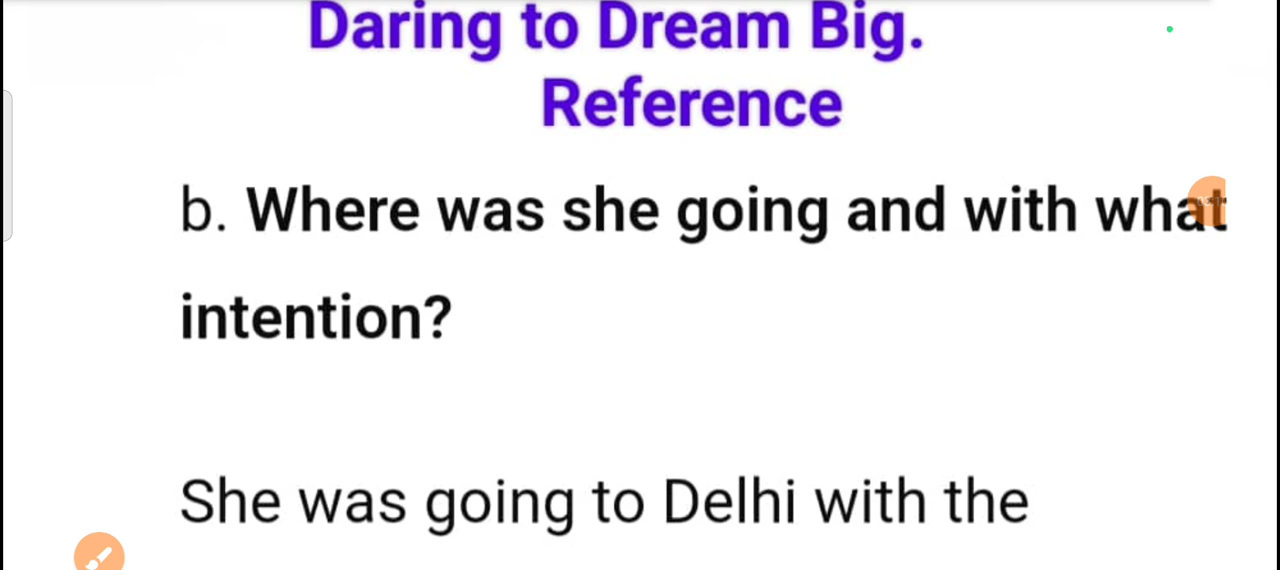 Daring to Dream Big.
Reference
b. Where was she going and with what
intention?
She was going to Delhi with the